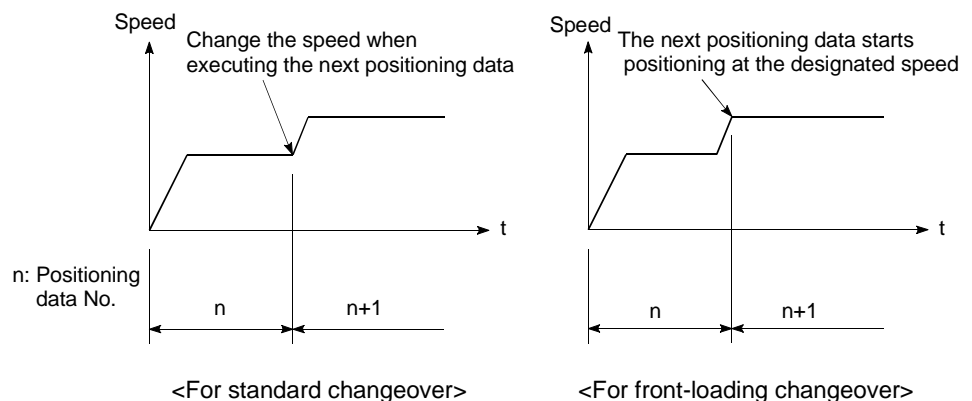 Speed
Change the speed when
executing the next positioning data
t
n: Positioning
data No.
n
n+1
<For standard changeover>
Speed
The next positioning data starts
positioning at the designated speed
t
n
n+1
<For front-loading changeover>